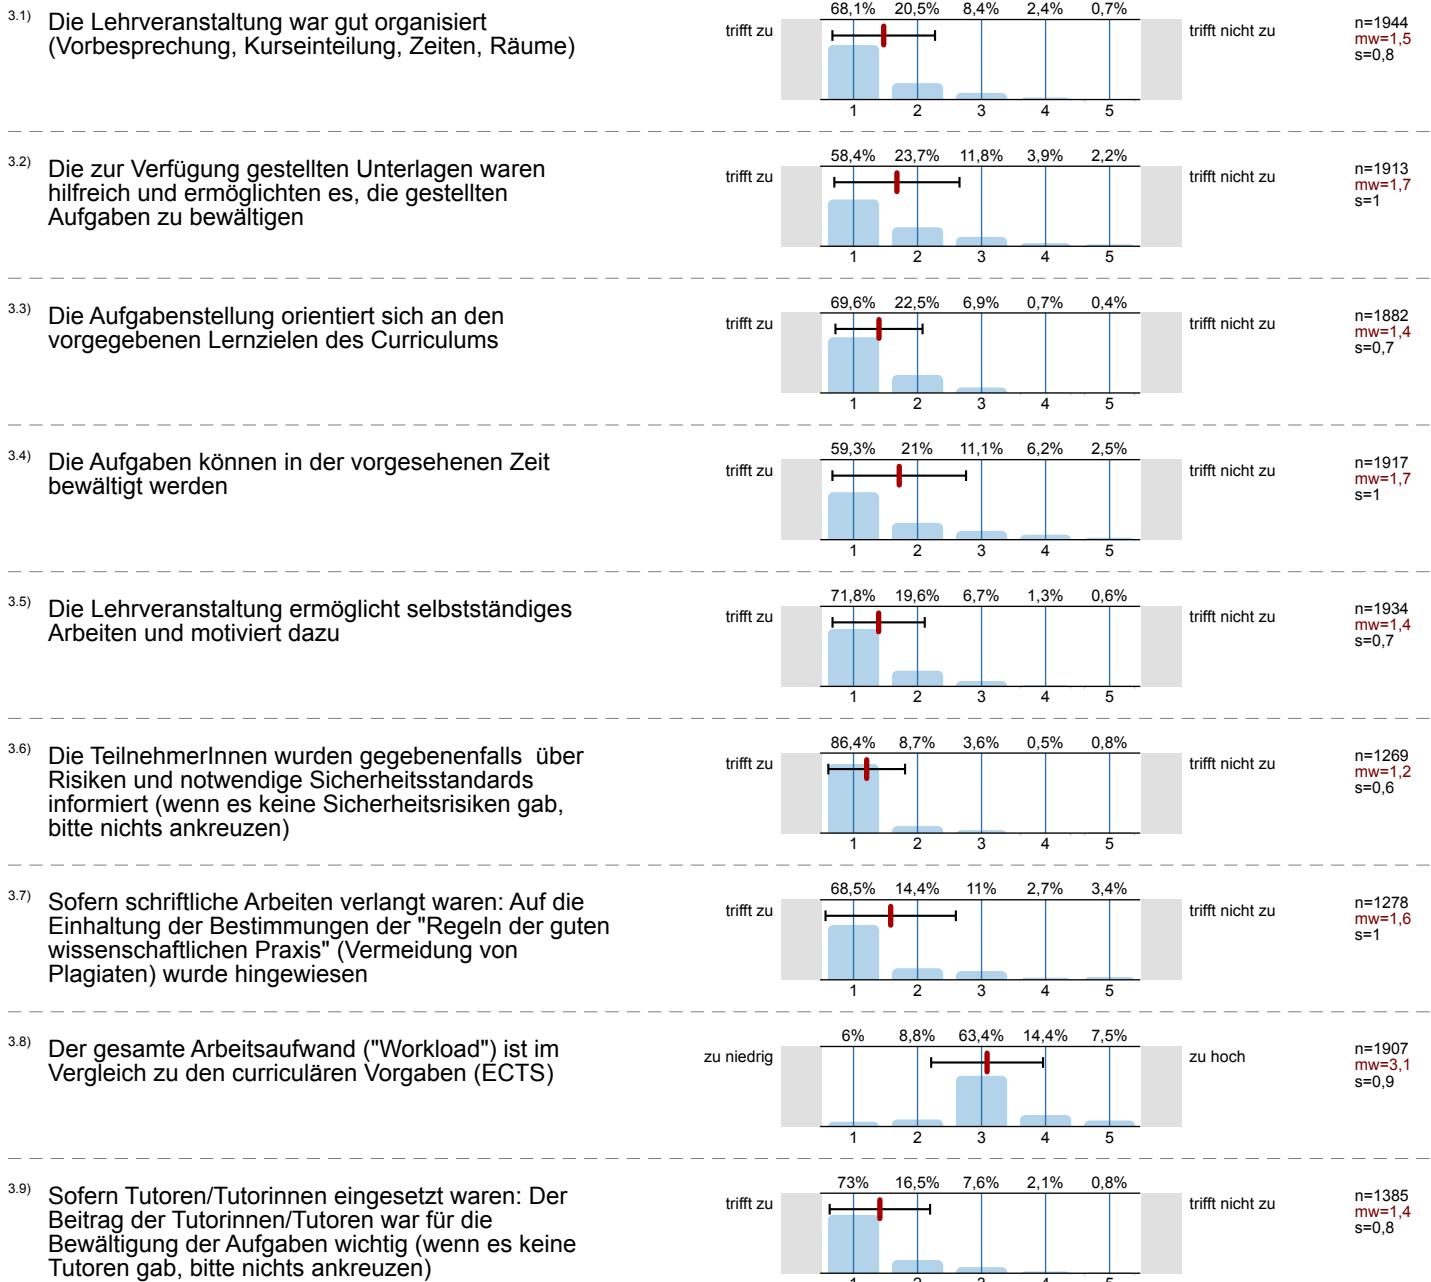 3.1) Die Lehrveranstaltung war gut organisiert
(Vorbesprechung, Kurseinteilung, Zeiten, Räume)
68,1% 20,5% 8,4% 2,4% 0,7%
trifft zu trifft nicht zu
1 2 3 4 5
n=1944
mw=1,5
s=0,8
3.2) Die zur Verfügung gestellten Unterlagen waren
hilfreich und ermöglichten es, die gestellten
Aufgaben zu bewältigen
58,4% 23,7% 11,8% 3,9% 2,2%
trifft zu trifft nicht zu
1 2 3 4 5
n=1913
mw=1,7
s=1
3.3) Die Aufgabenstellung orientiert sich an den
vorgegebenen Lernzielen des Curriculums
69,6% 22,5% 6,9% 0,7% 0,4%
trifft zu trifft nicht zu
1 2 3 4 5
n=1882
mw=1,4
s=0,7
3.4) Die Aufgaben können in der vorgesehenen Zeit
bewältigt werden
59,3% 21% 11,1% 6,2% 2,5%
trifft zu trifft nicht zu
1 2 3 4 5
n=1917
mw=1,7
s=1
3.5) Die Lehrveranstaltung ermöglicht selbstständiges
Arbeiten und motiviert dazu
71,8% 19,6% 6,7% 1,3% 0,6%
trifft zu trifft nicht zu
1 2 3 4 5
n=1934
mw=1,4
s=0,7
3.6) Die TeilnehmerInnen wurden gegebenenfalls über
Risiken und notwendige Sicherheitsstandards
informiert (wenn es keine Sicherheitsrisiken gab,
bitte nichts ankreuzen)
86,4% 8,7% 3,6% 0,5% 0,8%
trifft zu trifft nicht zu
1 2 3 4 5
n=1269
mw=1,2
s=0,6
3.7) Sofern schriftliche Arbeiten verlangt waren: Auf die
Einhaltung der Bestimmungen der "Regeln der guten
wissenschaftlichen Praxis" (Vermeidung von
Plagiaten) wurde hingewiesen
68,5% 14,4% 11% 2,7% 3,4%
trifft zu trifft nicht zu
1 2 3 4 5
n=1278
mw=1,6
s=1
3.8) Der gesamte Arbeitsaufwand ("Workload") ist im
Vergleich zu den curriculären Vorgaben (ECTS)
6% 8,8% 63,4% 14,4% 7,5%
zu niedrig zu hoch
1 2 3 4 5
n=1907
mw=3,1
s=0,9
3.9) Sofern Tutoren/Tutorinnen eingesetzt waren: Der
Beitrag der Tutorinnen/Tutoren war für die
Bewältigung der Aufgaben wichtig (wenn es keine
Tutoren gab, bitte nichts ankreuzen)
73% 16,5% 7,6% 2,1% 0,8%
trifft zu trifft nicht zu
1 2 3 4 5
n=1385
mw=1,4
s=0,8